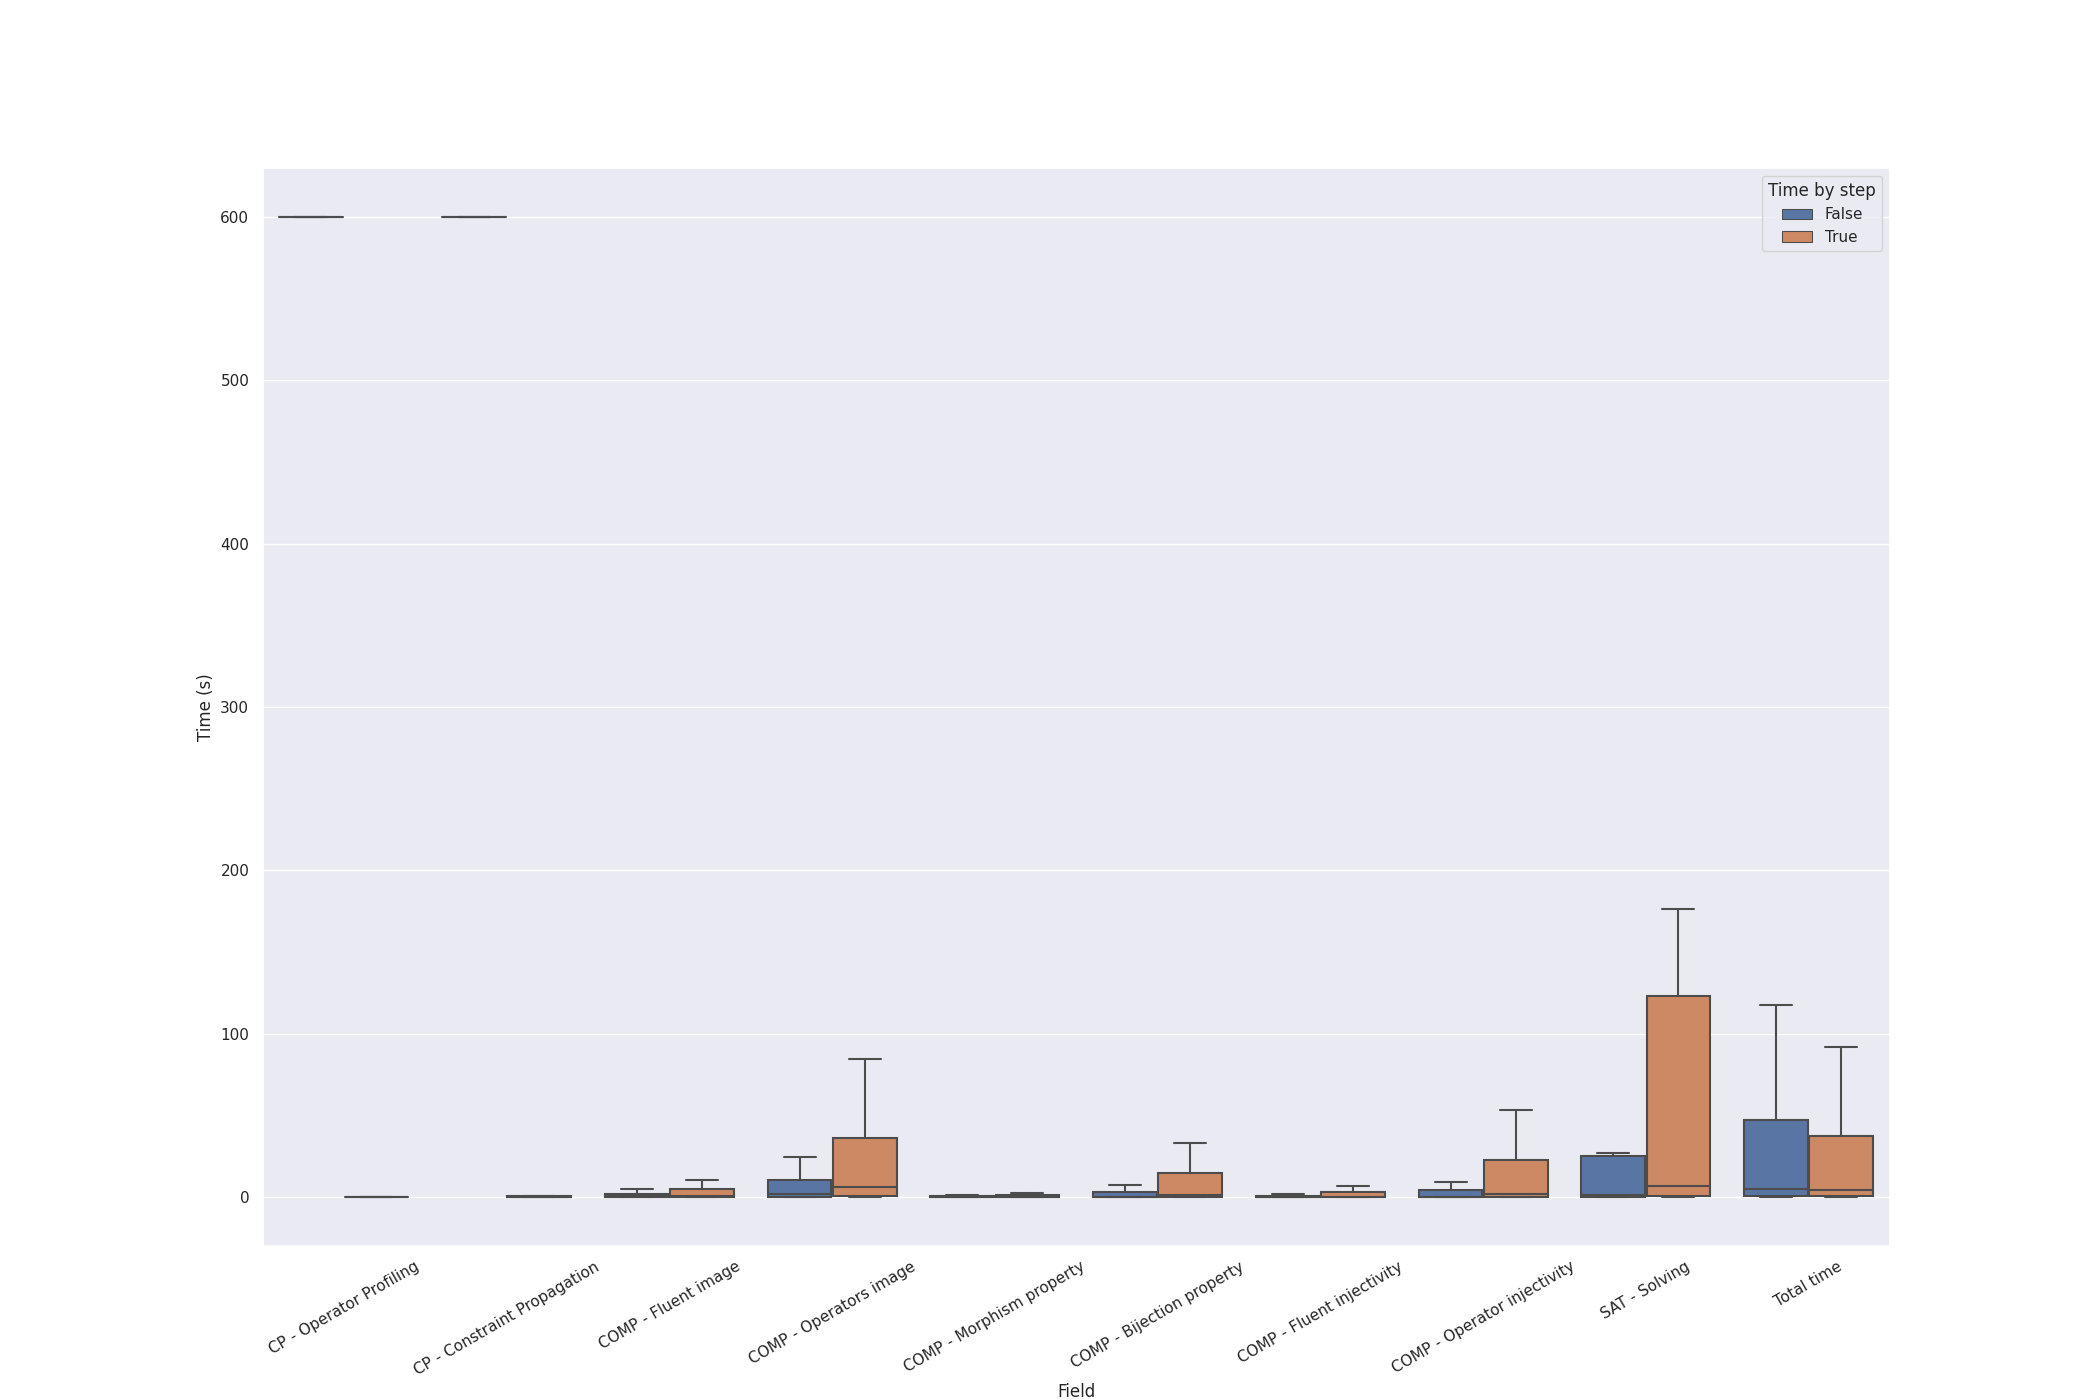 Time by step
False
True
600
500
400
300
200
100
0
Time (s)
CP - Operator Profiling
CP - Constraint Propagation
COMP - Fluent image
COMP - Operators image
COMP - Morphism property
COMP - Bijection property
COMP - Fluent injectivity
COMP - Operator injectivity
SAT - Solving
Total time
Field